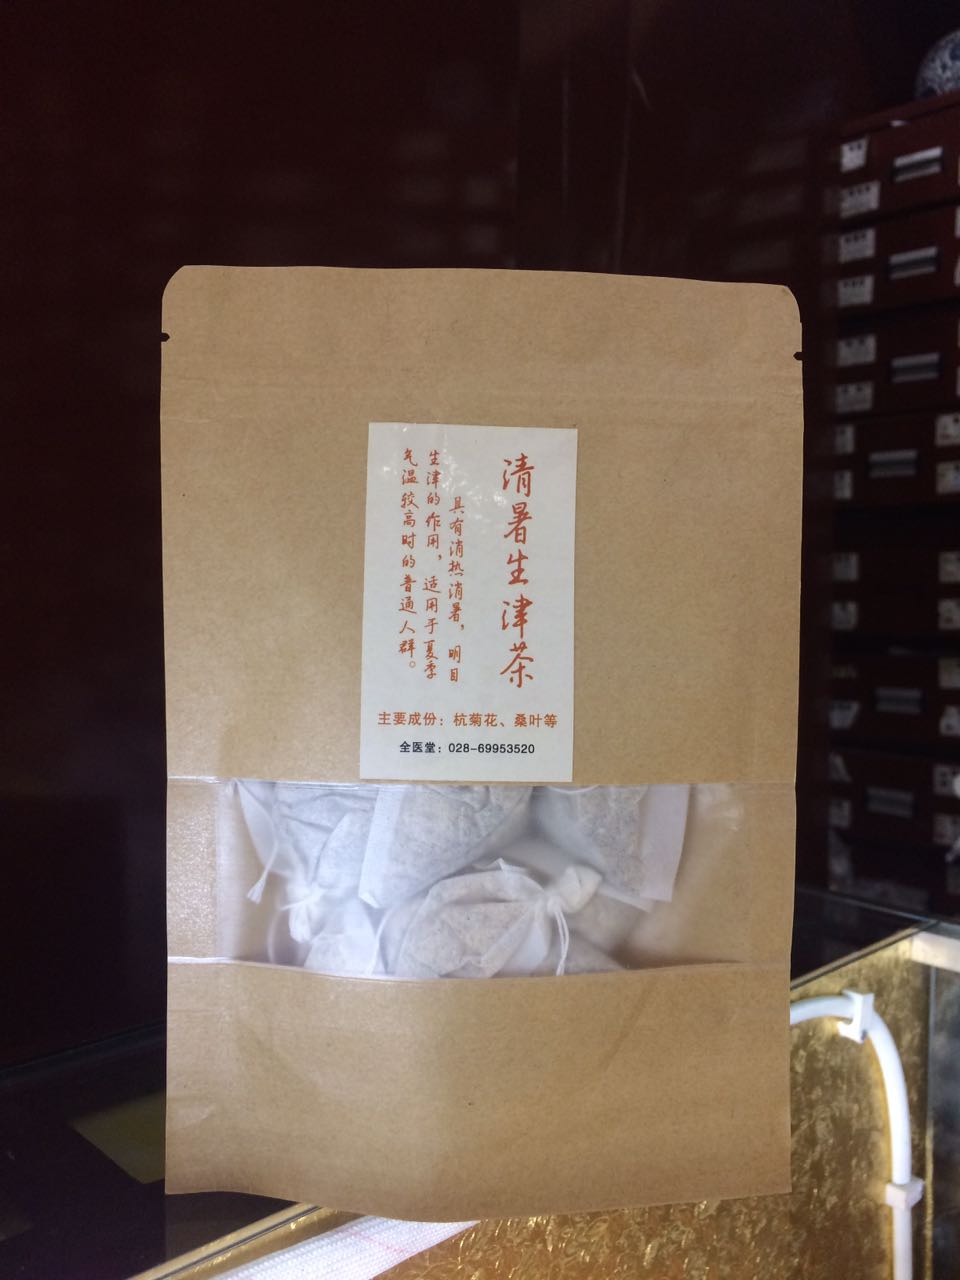 清暑生津茶
具有消热消暑，明目
生津的作用，适用于夏季
气温较高时的普通人群。
主要成份：杭菊花、桑叶等
全医堂：028-69953520